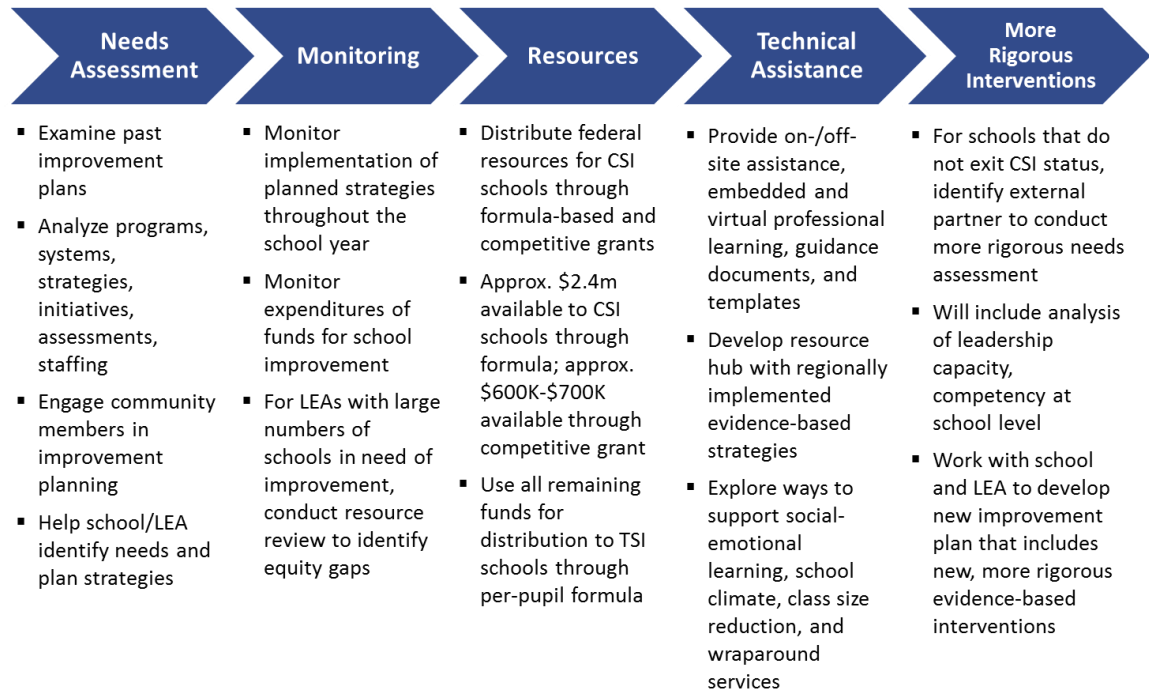 Needs
Assessment
Monitoring
Resources
Technical
Assistance
More
Rigorous
Interventions
▪ Examine past
improvement
plans
▪ Analyze programs,
systems,
strategies,
initiatives,
assessments,
staffing
▪ Engage community
members in
improvement
planning
▪ Help school/LEA
identify needs and
plan strategies
▪ Monitor
implementation of
planned strategies
throughout the
school year
▪ Monitor
expenditures of
funds for school
improvement
▪ For LEAs with large
numbers of
schools in need of
improvement,
conduct resource
review to identify
equity gaps
▪ Distribute federal
resources for CSI
schools through
formula-based and
competitive grants
▪ Approx. $2.4m
available to CSI
schools through
formula; approx.
$600K-$700K
available through
competitive grant
▪ Use all remaining
funds for
distribution to TSI
schools through
per-pupil formula
▪ Provide on-/off-
site assistance,
embedded and
virtual professional
learning, guidance
documents, and
templates
▪ Develop resource
hub with regionally
implemented
evidence-based
strategies
▪ Explore ways to
support social-
emotional
learning, school
climate, class size
reduction, and
wraparound
services
▪ For schools that do
not exit CSI status,
identify external
partner to conduct
more rigorous needs
assessment
▪ Will include analysis
of leadership
capacity,
competency at
school level
▪ Work with school
and LEA to develop
new improvement
plan that includes
new, more rigorous
evidence-based
interventions